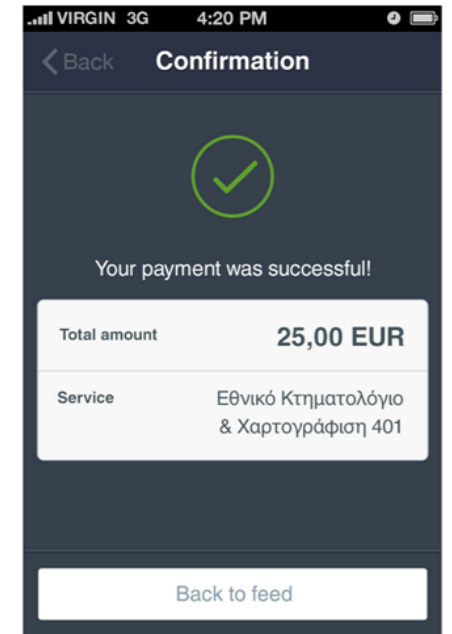 VIRGIN 3G 4:20 PM
Back Confirmation
Your payment was successful!
Total amount 25,00 EUR
Service Εθνικό Κτηματολόγιο
& Χαρτογράφιση 401
Back to feed